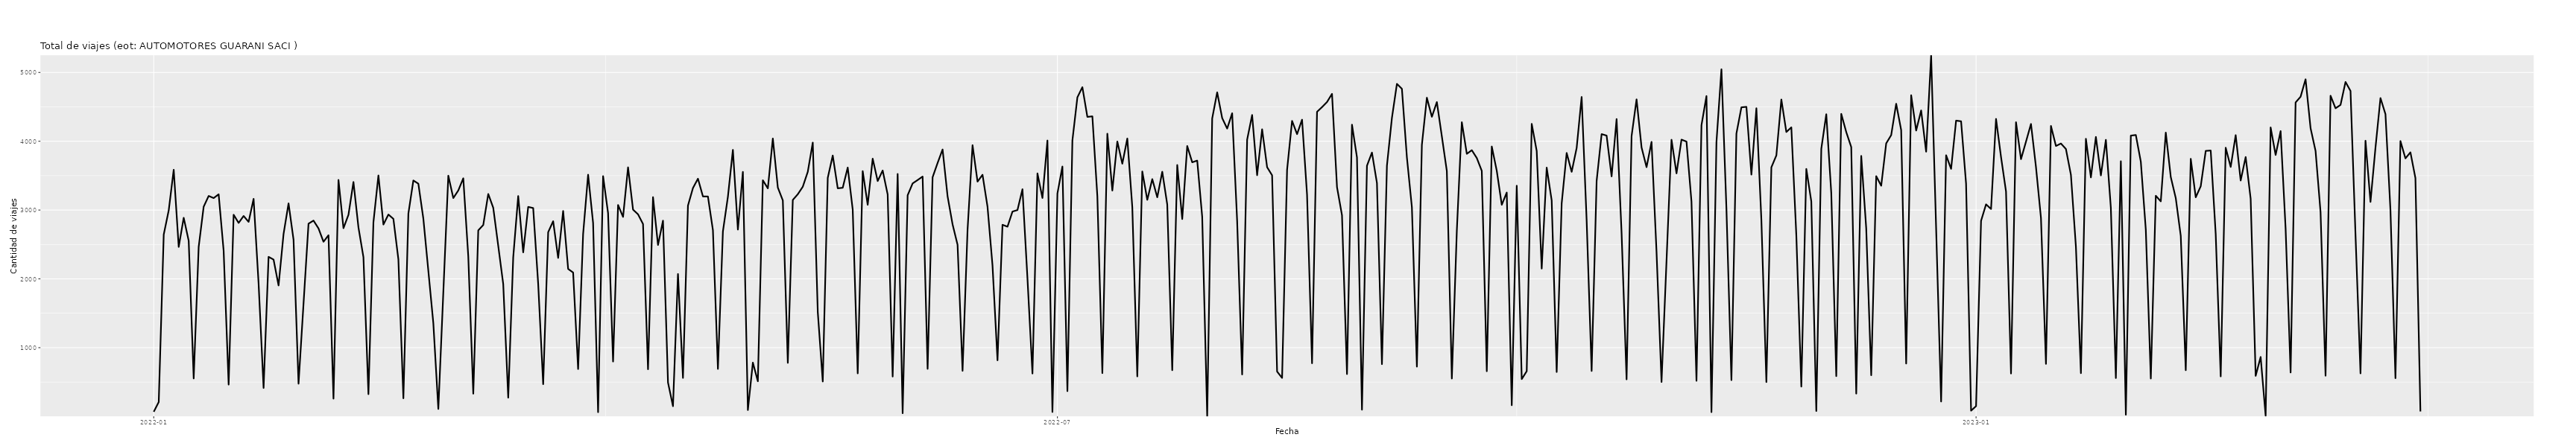 Total de viajes (eot: AUTOMOTORES GUARANI SACI )
Cantidad de viajes
5000
4000
3000
2000
1000
2022-01
2022-07
2023-01
Fecha